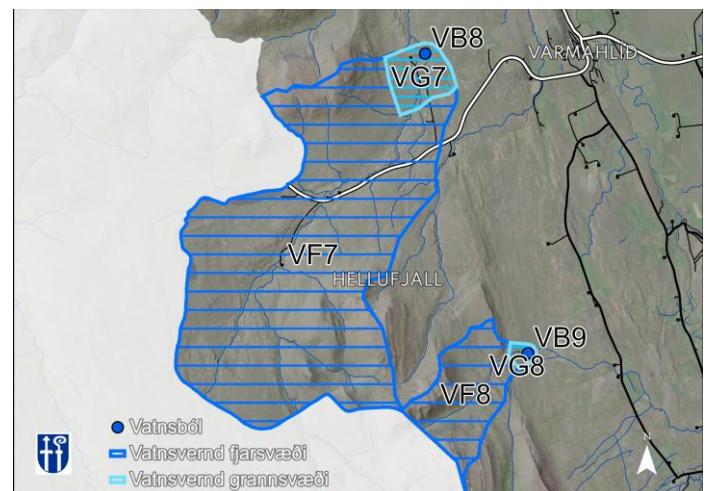 VB8
VARMAHLÍÐ
VG7
VF7
HELLUFJALL
VB9
VG8
VF8
Vatnsból
Vatnsvernd fjarsvæði
Vatnsvernd grannsvæði
N